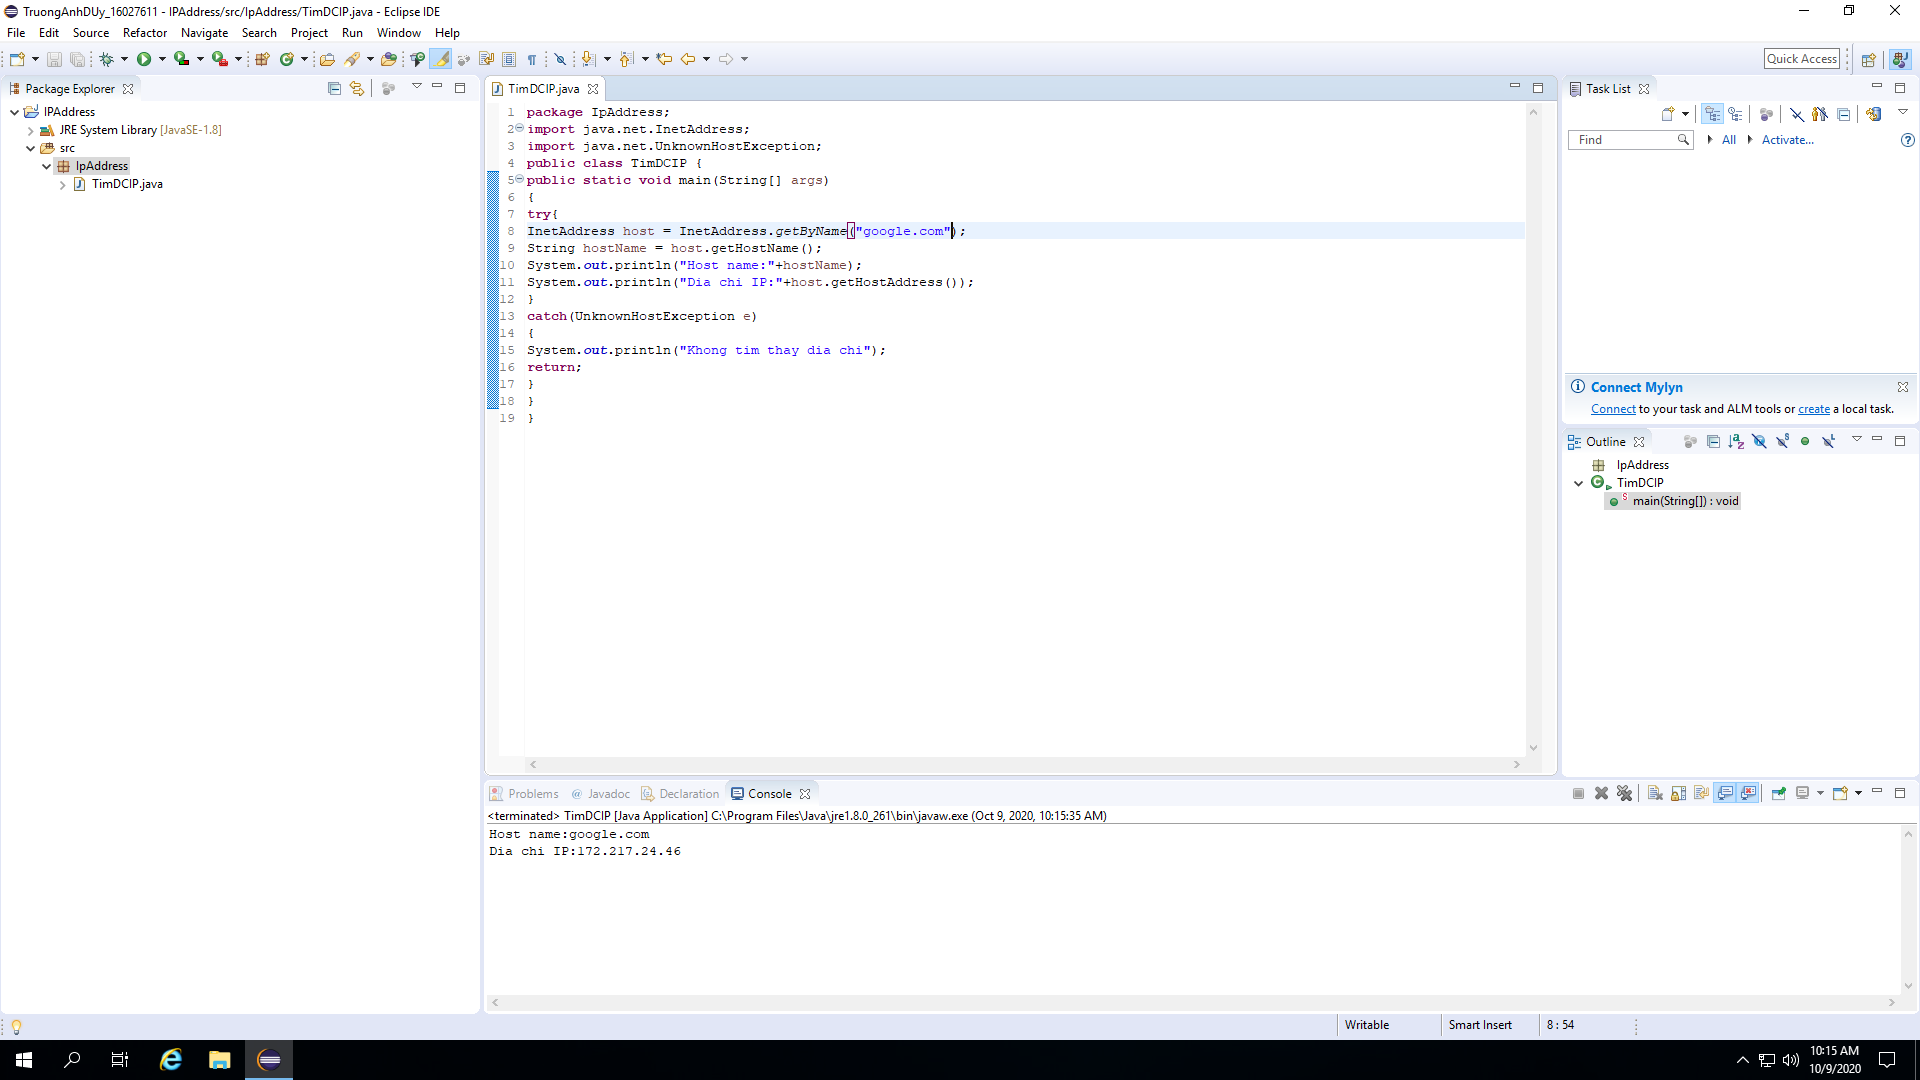 TruongAnhDUy_16027611 - IPAddress/src/IpAddress/TimDCIP.java - Eclipse IDE
File Edit Source Refactor Navigate Search Project Run Window Help
Quick Access
Package Explorer
IPAddress
JRE System Library [JavaSE-1.8]
src
IpAddress
TimDCIP.java
TimDCIP.java
1 package IpAddress;
2 import java.net.InetAddress;
3 import java.net.UnknownHostException;
4 public class TimDCIP {
5 public static void main(String[] args)
6 {
7 try{
8 InetAddress host = InetAddress.getByName("google.com");
9 String hostName = host.getHostName();
10 System.out.println("Host name:"+hostName);
11 System.out.println("Dia chi IP:"+host.getHostAddress());
12 }
13 catch(UnknownHostException e)
14 {
15 System.out.println("Khong tim thay dia chi");
16 return;
17 }
18 }
19 }
Task List
Find
All
Activate...
Connect Mylyn
Connect to your task and ALM tools or create a local task.
Outline
IpAddress
TimDCIP
main(String[]) : void
Problems Javadoc Declaration Console
<terminated> TimDCIP [Java Application] C:\Program Files\Java\jre1.8.0_261\bin\javaw.exe (Oct 9, 2020, 10:15:35 AM)
Host name:google.com
Dia chi IP:172.217.24.46
Writable Smart Insert 8 : 54
10:15 AM
10/9/2020